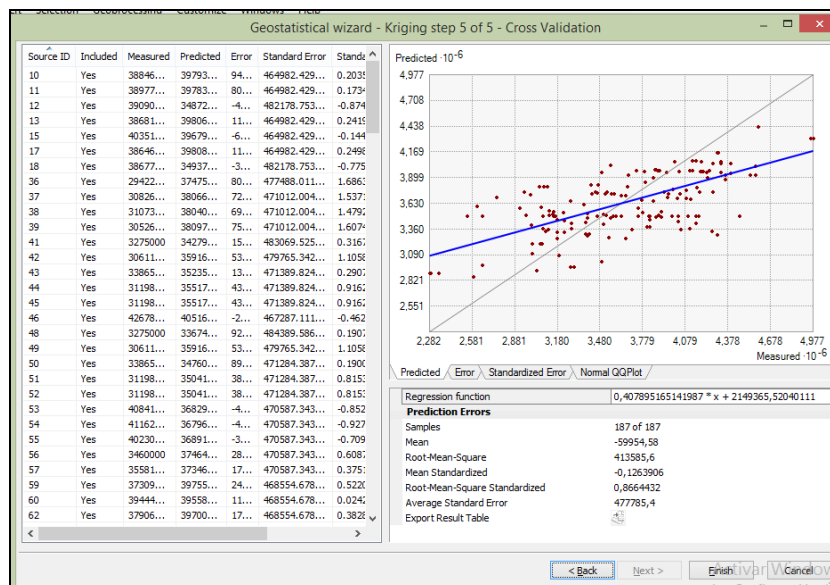 Geostatistical wizard - Kriging step 5 of 5 - Cross Validation
Source ID Included Measured Predicted Error Standard Error Standa
10 Yes 38846... 39793... 94... 464982.429... 0.2035
11 Yes 38977... 39783... 80... 464982.429... 0.1734
12 Yes 39090... 34872... -4... 482178.753... -0.874
13 Yes 38681... 39806... 11... 464982.429... 0.2419
15 Yes 40351... 39679... -6... 464982.429... -0.144
17 Yes 38646... 39808... 11... 464982.429... 0.2498
18 Yes 38677... 34937... -3... 482178.753... -0.775
36 Yes 29422... 37475... 80... 477488.011... 1.6863
37 Yes 30826... 38066... 72... 471012.004... 1.5371
38 Yes 31073... 38040... 69... 471012.004... 1.4792
39 Yes 30526... 38097... 75... 471012.004... 1.6074
41 Yes 3275000 34279... 15... 483069.525... 0.3167
42 Yes 30611... 35916... 53... 479765.342... 1.1058
43 Yes 33865... 35235... 13... 471389.824... 0.2907
44 Yes 31198... 35517... 43... 471389.824... 0.9162
45 Yes 31198... 35517... 43... 471389.824... 0.9162
46 Yes 42678... 40516... -2... 467287.111... -0.462
48 Yes 3275000 33674... 92... 484389.586... 0.1907
49 Yes 30611... 35916... 53... 479765.342... 1.1058
50 Yes 33865... 34760... 89... 471284.387... 0.1900
51 Yes 31198... 35041... 38... 471284.387... 0.8153
52 Yes 31198... 35041... 38... 471284.387... 0.8153
53 Yes 40841... 36829... -4... 470587.343... -0.852
54 Yes 41162... 36796... -4... 470587.343... -0.927
55 Yes 40230... 36891... -3... 470587.343... -0.709
56 Yes 3460000 37464... 28... 470587.343... 0.6087
57 Yes 35581... 37346... 17... 470587.343... 0.3751
59 Yes 37309... 39755... 24... 468554.678... 0.5220
60 Yes 39444... 39558... 11... 468554.678... 0.0242
62 Yes 37906... 39700... 17... 468554.678... 0.3828
Predicted ·10⁻⁶
4,977
4,708
4,438
4,169
3,899
3,630
3,360
3,090
2,821
2,551
2,282 2,581 2,881 3,180 3,480 3,779 4,079 4,378 4,678 4,977
Measured ·10⁻⁶
Predicted Error Standardized Error Normal QQPlot
Regression function 0,407895165141987 * x + 2149365,52040111
Prediction Errors
Samples 187 of 187
Mean -59954,58
Root-Mean-Square 413585,6
Mean Standardized -0,1263906
Root-Mean-Square Standardized 0,8664432
Average Standard Error 477785,4
Export Result Table
< Back Next > Finish Cancel